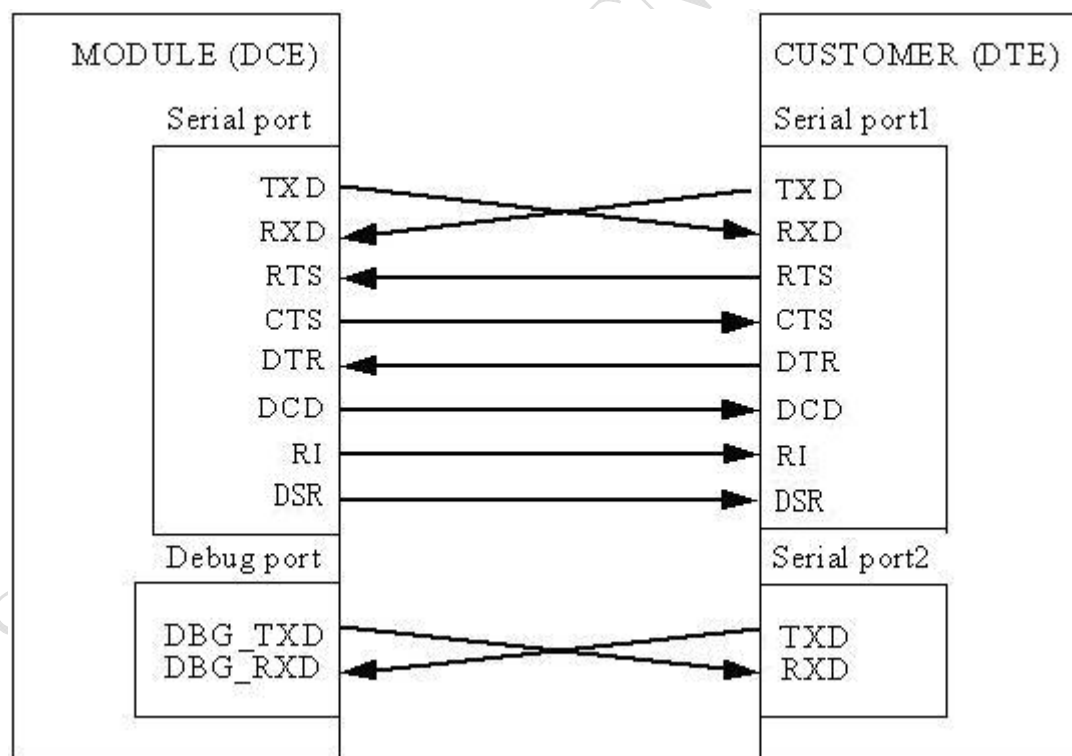 MODULE (DCE)
Serial port
TXD
RXD
RTS
CTS
DTR
DCD
RI
DSR
Debug port
DBG_TXD
DBG_RXD
CUSTOMER (DTE)
Serial port1
TXD
RXD
RTS
CTS
DTR
DCD
RI
DSR
Serial port2
TXD
RXD